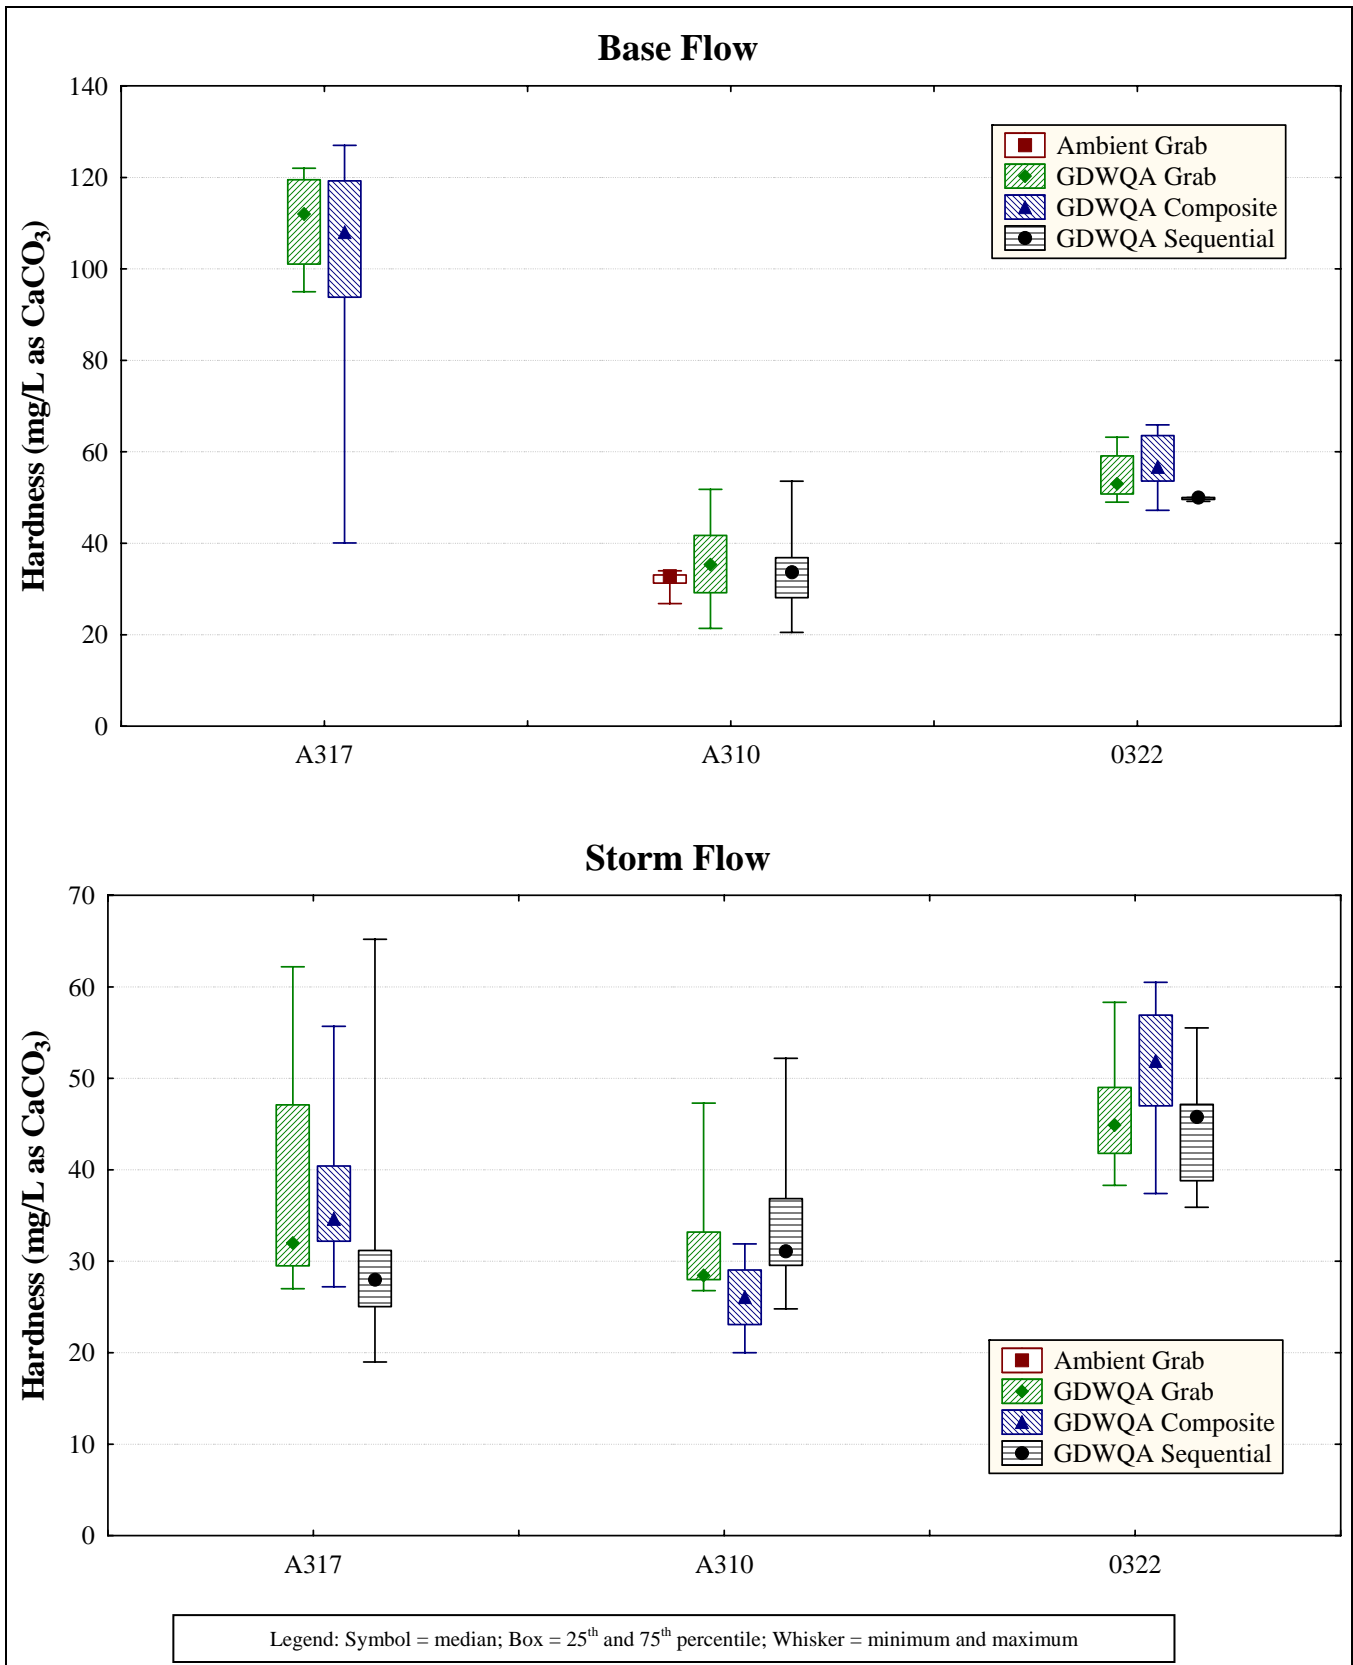 Base Flow
Hardness (mg/L as CaCO₃)
140
120
100
80
60
40
20
0
Ambient Grab
GDWQA Grab
GDWQA Composite
GDWQA Sequential
A317 A310 0322
Storm Flow
Hardness (mg/L as CaCO₃)
70
60
50
40
30
20
10
0
Ambient Grab
GDWQA Grab
GDWQA Composite
GDWQA Sequential
A317 A310 0322
Legend: Symbol = median; Box = 25th and 75th percentile; Whisker = minimum and maximum